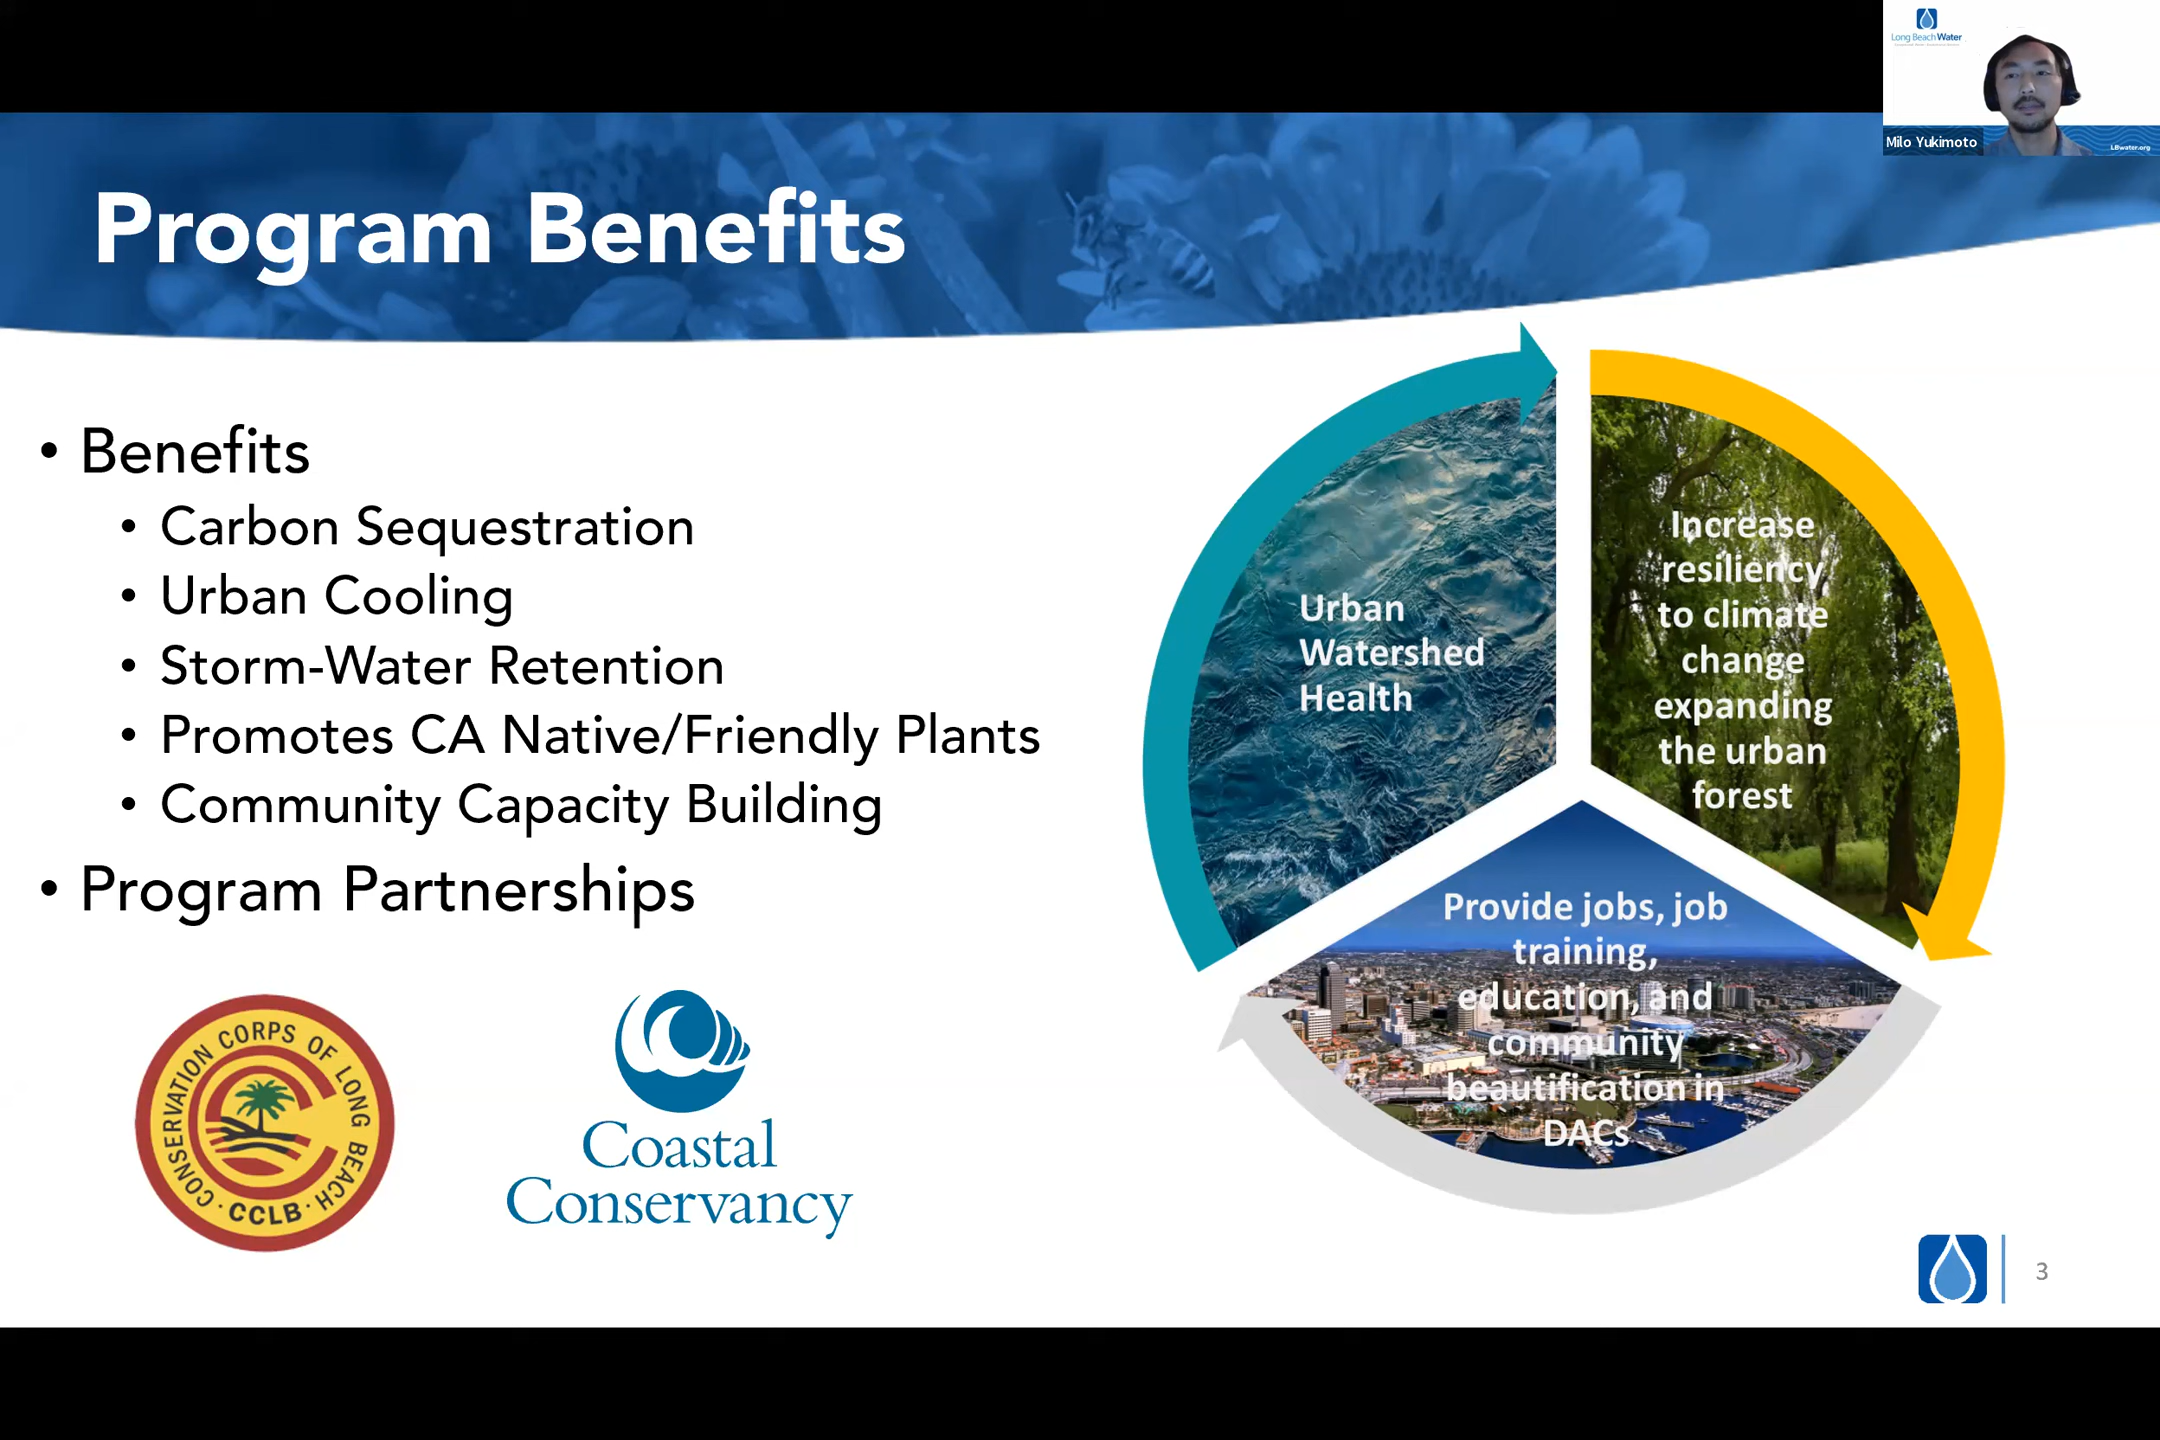 Long Beach Water
Milo Yukimoto
LBwater.org
Program Benefits
• Benefits
• Carbon Sequestration
• Urban Cooling
• Storm-Water Retention
• Promotes CA Native/Friendly Plants
• Community Capacity Building
• Program Partnerships
CONSERVATION CORPS OF LONG BEACH
· CCLB ·
Coastal
Conservancy
Urban
Watershed
Health
Increase
resiliency
to climate
change
expanding
the urban
forest
Provide jobs, job
training,
education, and
community
beautification in
DACs
3